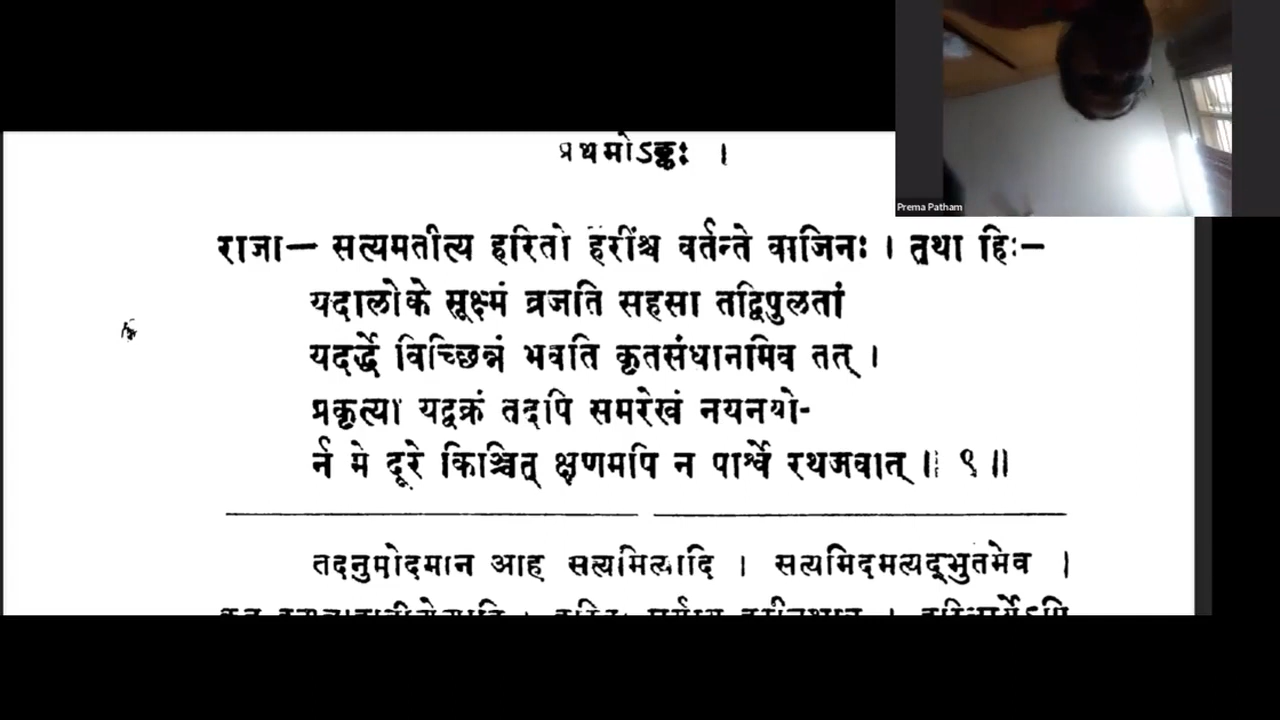 प्रथमोऽङ्कः ।
Prema Patham
राजा— सत्यमतीत्य हरितो हरींश्च वर्तन्ते वाजिनः । तथा हिः—
यदालोके सूक्ष्मं व्रजति सहसा तद्विपुलतां
यदर्द्धे विच्छिन्नं भवति कृतसंधानमिव तत् ।
प्रकृत्या यद्वक्रं तदपि समरेखं नयनयो-
र्न मे दूरे किञ्चित् क्षणमपि न पार्श्वे रथजवात् ॥ ९ ॥
तदनुमोदमान आह सत्यमित्यादि । सत्यमिदमत्यद्भुतमेव ।